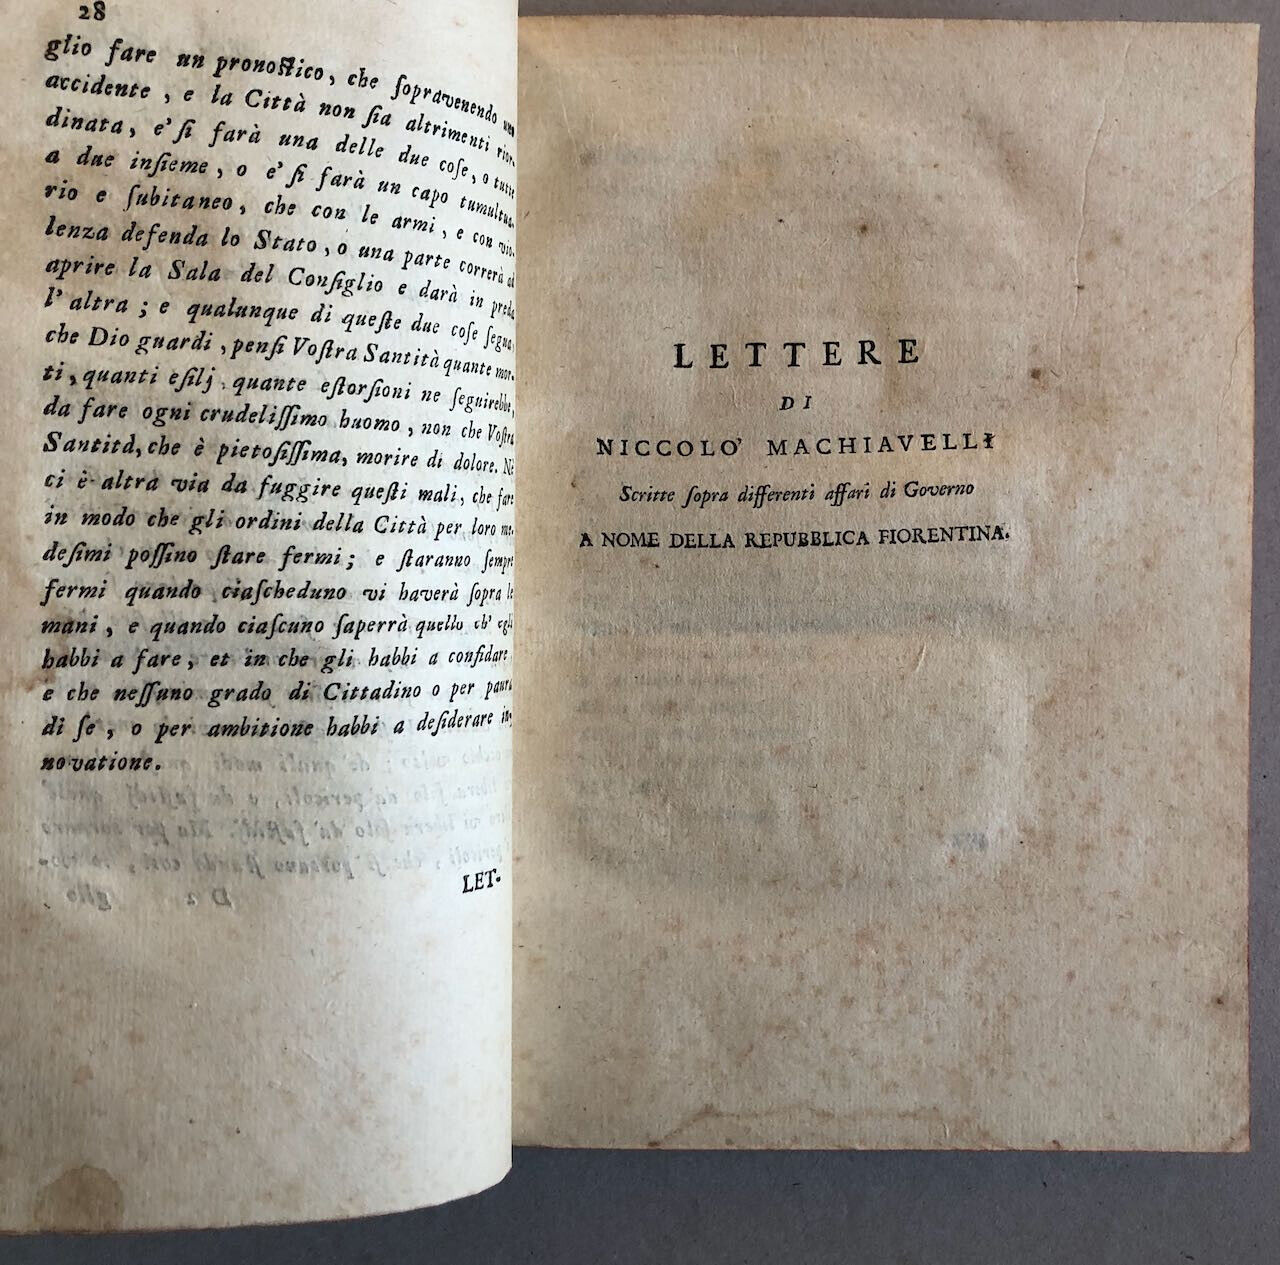 28
glio fare un pronoſtico, che ſopravenendo uno
accidente, e la Città non ſia altrimenti rior-
dinata, e' ſi farà una delle due coſe, o tutte
a due inſieme, o e' ſi farà un capo tumultua-
rio e ſubitaneo, che con le armi, e con vio-
lenza defenda lo Stato, o una parte correrà ad
aprire la Sala del Conſiglio e darà in preda
l'altra; e qualunque di queſte due coſe ſegua,
che Dio guardi, penſi Voſtra Santità quante mor-
ti, quanti eſilj, quante eſtorſioni ne ſeguirebbe,
da fare ogni crudeliſſimo huomo, non che Voſtra
Santità, che è pietoſiſſima, morire di dolore. Nè
ci è altra via da fuggire queſti mali, che fare
in modo che gli ordini della Città per loro me-
deſimi poſſino ſtare fermi; e ſtaranno ſempre
fermi quando ciaſcheduno vi haverà ſopra le
mani, e quando ciaſcuno ſaperrà quello ch' egli
habbi a fare, et in che gli habbi a confidare
e che neſſuno grado di Cittadino o per paura
di ſe, o per ambitione habbi a deſiderare in-
novatione.
LET-
LETTERE
DI
NICCOLO' MACHIAVELLI
Scritte ſopra differenti affari di Governo
A NOME DELLA REPUBBLICA FIORENTINA.